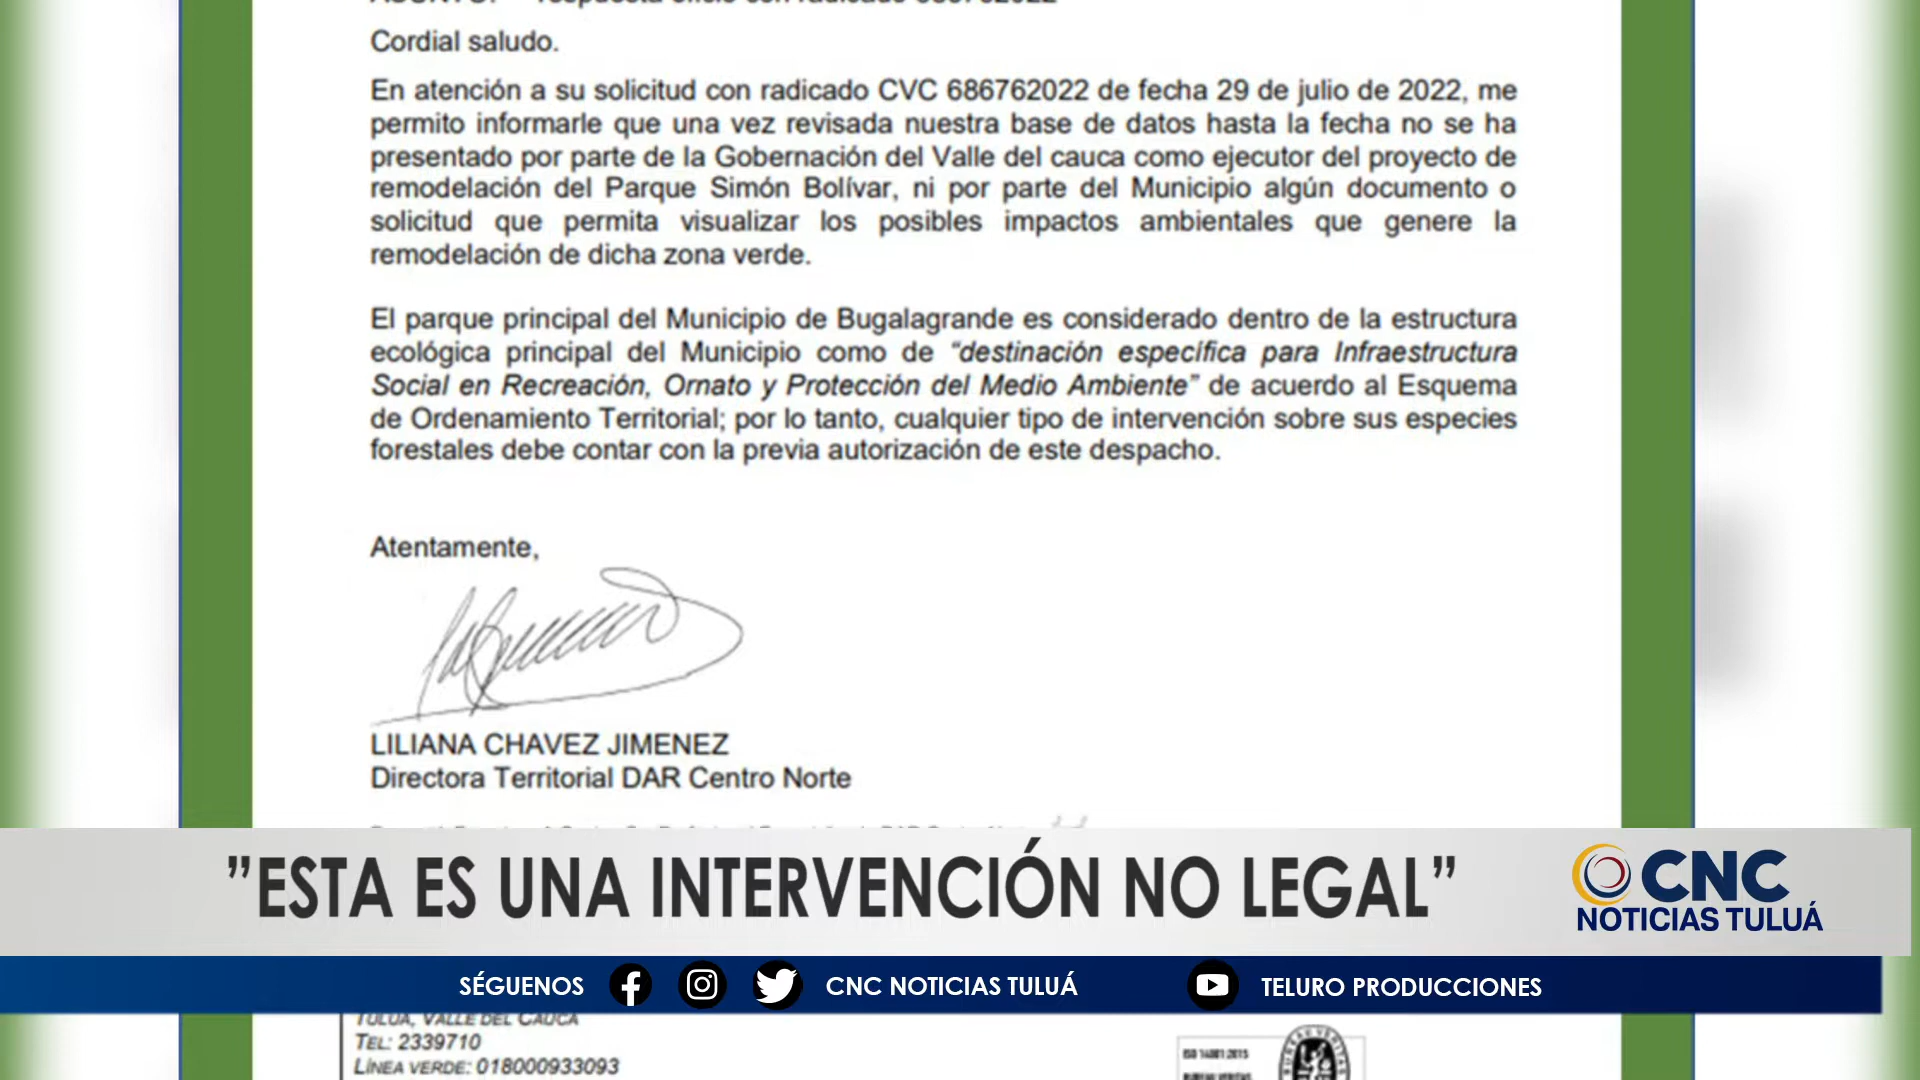 Cordial saludo.
En atención a su solicitud con radicado CVC 686762022 de fecha 29 de julio de 2022, me
permito informarle que una vez revisada nuestra base de datos hasta la fecha no se ha
presentado por parte de la Gobernación del Valle del cauca como ejecutor del proyecto de
remodelación del Parque Simón Bolívar, ni por parte del Municipio algún documento o
solicitud que permita visualizar los posibles impactos ambientales que genere la
remodelación de dicha zona verde.
El parque principal del Municipio de Bugalagrande es considerado dentro de la estructura
ecológica principal del Municipio como de “destinación específica para Infraestructura
Social en Recreación, Ornato y Protección del Medio Ambiente” de acuerdo al Esquema
de Ordenamiento Territorial; por lo tanto, cualquier tipo de intervención sobre sus especies
forestales debe contar con la previa autorización de este despacho.
Atentamente,
LILIANA CHAVEZ JIMENEZ
Directora Territorial DAR Centro Norte
”ESTA ES UNA INTERVENCIÓN NO LEGAL”
CNC
NOTICIAS TULUÁ
SÉGUENOS CNC NOTICIAS TULUÁ TELURO PRODUCCIONES
TULUÁ, VALLE DEL CAUCA
TEL: 2339710
LÍNEA VERDE: 018000933093
ISO 14001:2015
BUREAU VERITAS